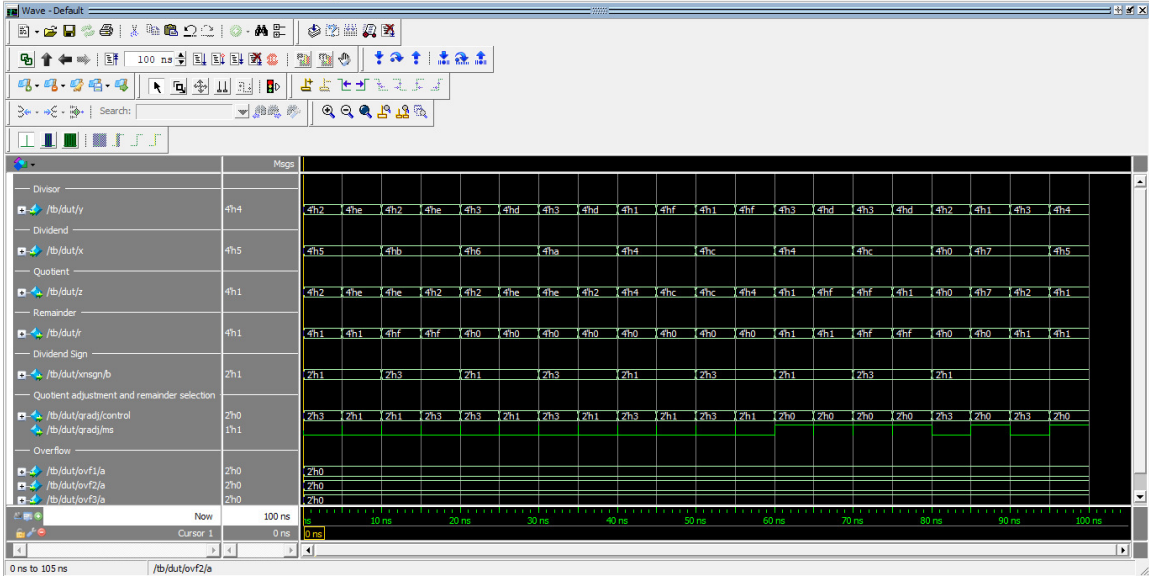 Wave - Default
100 ns
Search:
Msgs
Divisor
/tb/dut/y 4'h4 4'h2 4'he 4'h2 4'he 4'h3 4'hd 4'h3 4'hd 4'h1 4'hf 4'h1 4'hf 4'h3 4'hd 4'h3 4'hd 4'h2 4'h1 4'h3 4'h4
Dividend
/tb/dut/x 4'h5 4'h5 4'hb 4'h6 4'ha 4'h4 4'hc 4'h4 4'hc 4'h0 4'h7 4'h5
Quotient
/tb/dut/z 4'h1 4'h2 4'he 4'he 4'h2 4'h2 4'he 4'he 4'h2 4'h4 4'hc 4'hc 4'h4 4'h1 4'hf 4'hf 4'h1 4'h0 4'h7 4'h2 4'h1
Remainder
/tb/dut/r 4'h1 4'h1 4'h1 4'hf 4'hf 4'h0 4'h0 4'h0 4'h0 4'h0 4'h0 4'h0 4'h0 4'h1 4'h1 4'hf 4'hf 4'h0 4'h0 4'h1 4'h1
Dividend Sign
/tb/dut/xnsgn/b 2'h1 2'h1 2'h3 2'h1 2'h3 2'h1 2'h3 2'h1 2'h3 2'h1
Quotient adjustment and remainder selection
/tb/dut/qradj/control 2'h0 2'h3 2'h1 2'h1 2'h3 2'h3 2'h1 2'h3 2'h1 2'h3 2'h1 2'h3 2'h1 2'h0 2'h0 2'h0 2'h0 2'h3 2'h0 2'h3 2'h0
/tb/dut/qradj/ms 1'h1
Overflow
/tb/dut/ovf1/a 2'h0 2'h0
/tb/dut/ovf2/a 2'h0 2'h0
/tb/dut/ovf3/a 2'h0 2'h0
Now 100 ns ns 10 ns 20 ns 30 ns 40 ns 50 ns 60 ns 70 ns 80 ns 90 ns 100 ns
Cursor 1 0 ns 0 ns
0 ns to 105 ns /tb/dut/ovf2/a